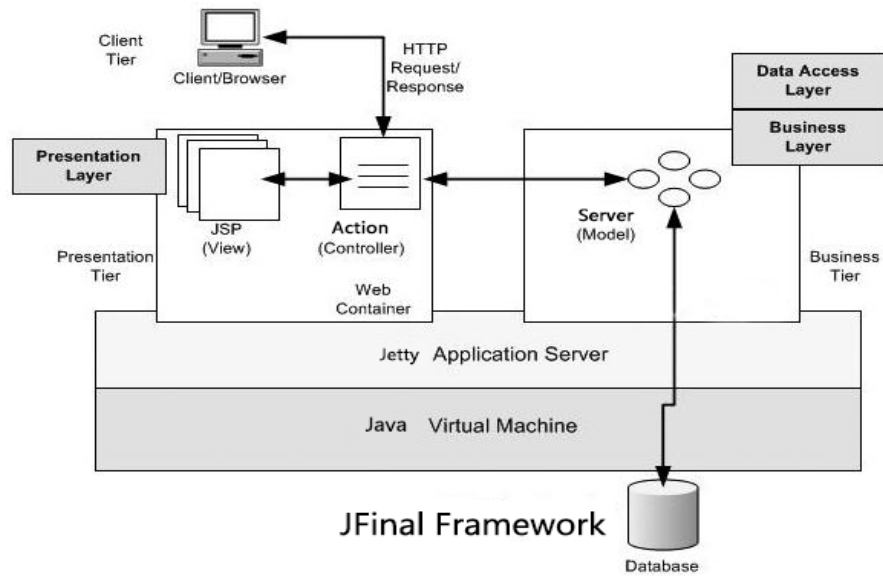 Client
Tier
Client/Browser
HTTP
Request/
Response
Data Access
Layer
Business
Layer
Presentation
Layer
JSP
(View)
Action
(Controller)
Server
(Model)
Presentation
Tier
Business
Tier
Web
Container
Jetty Application Server
Java Virtual Machine
JFinal Framework
Database